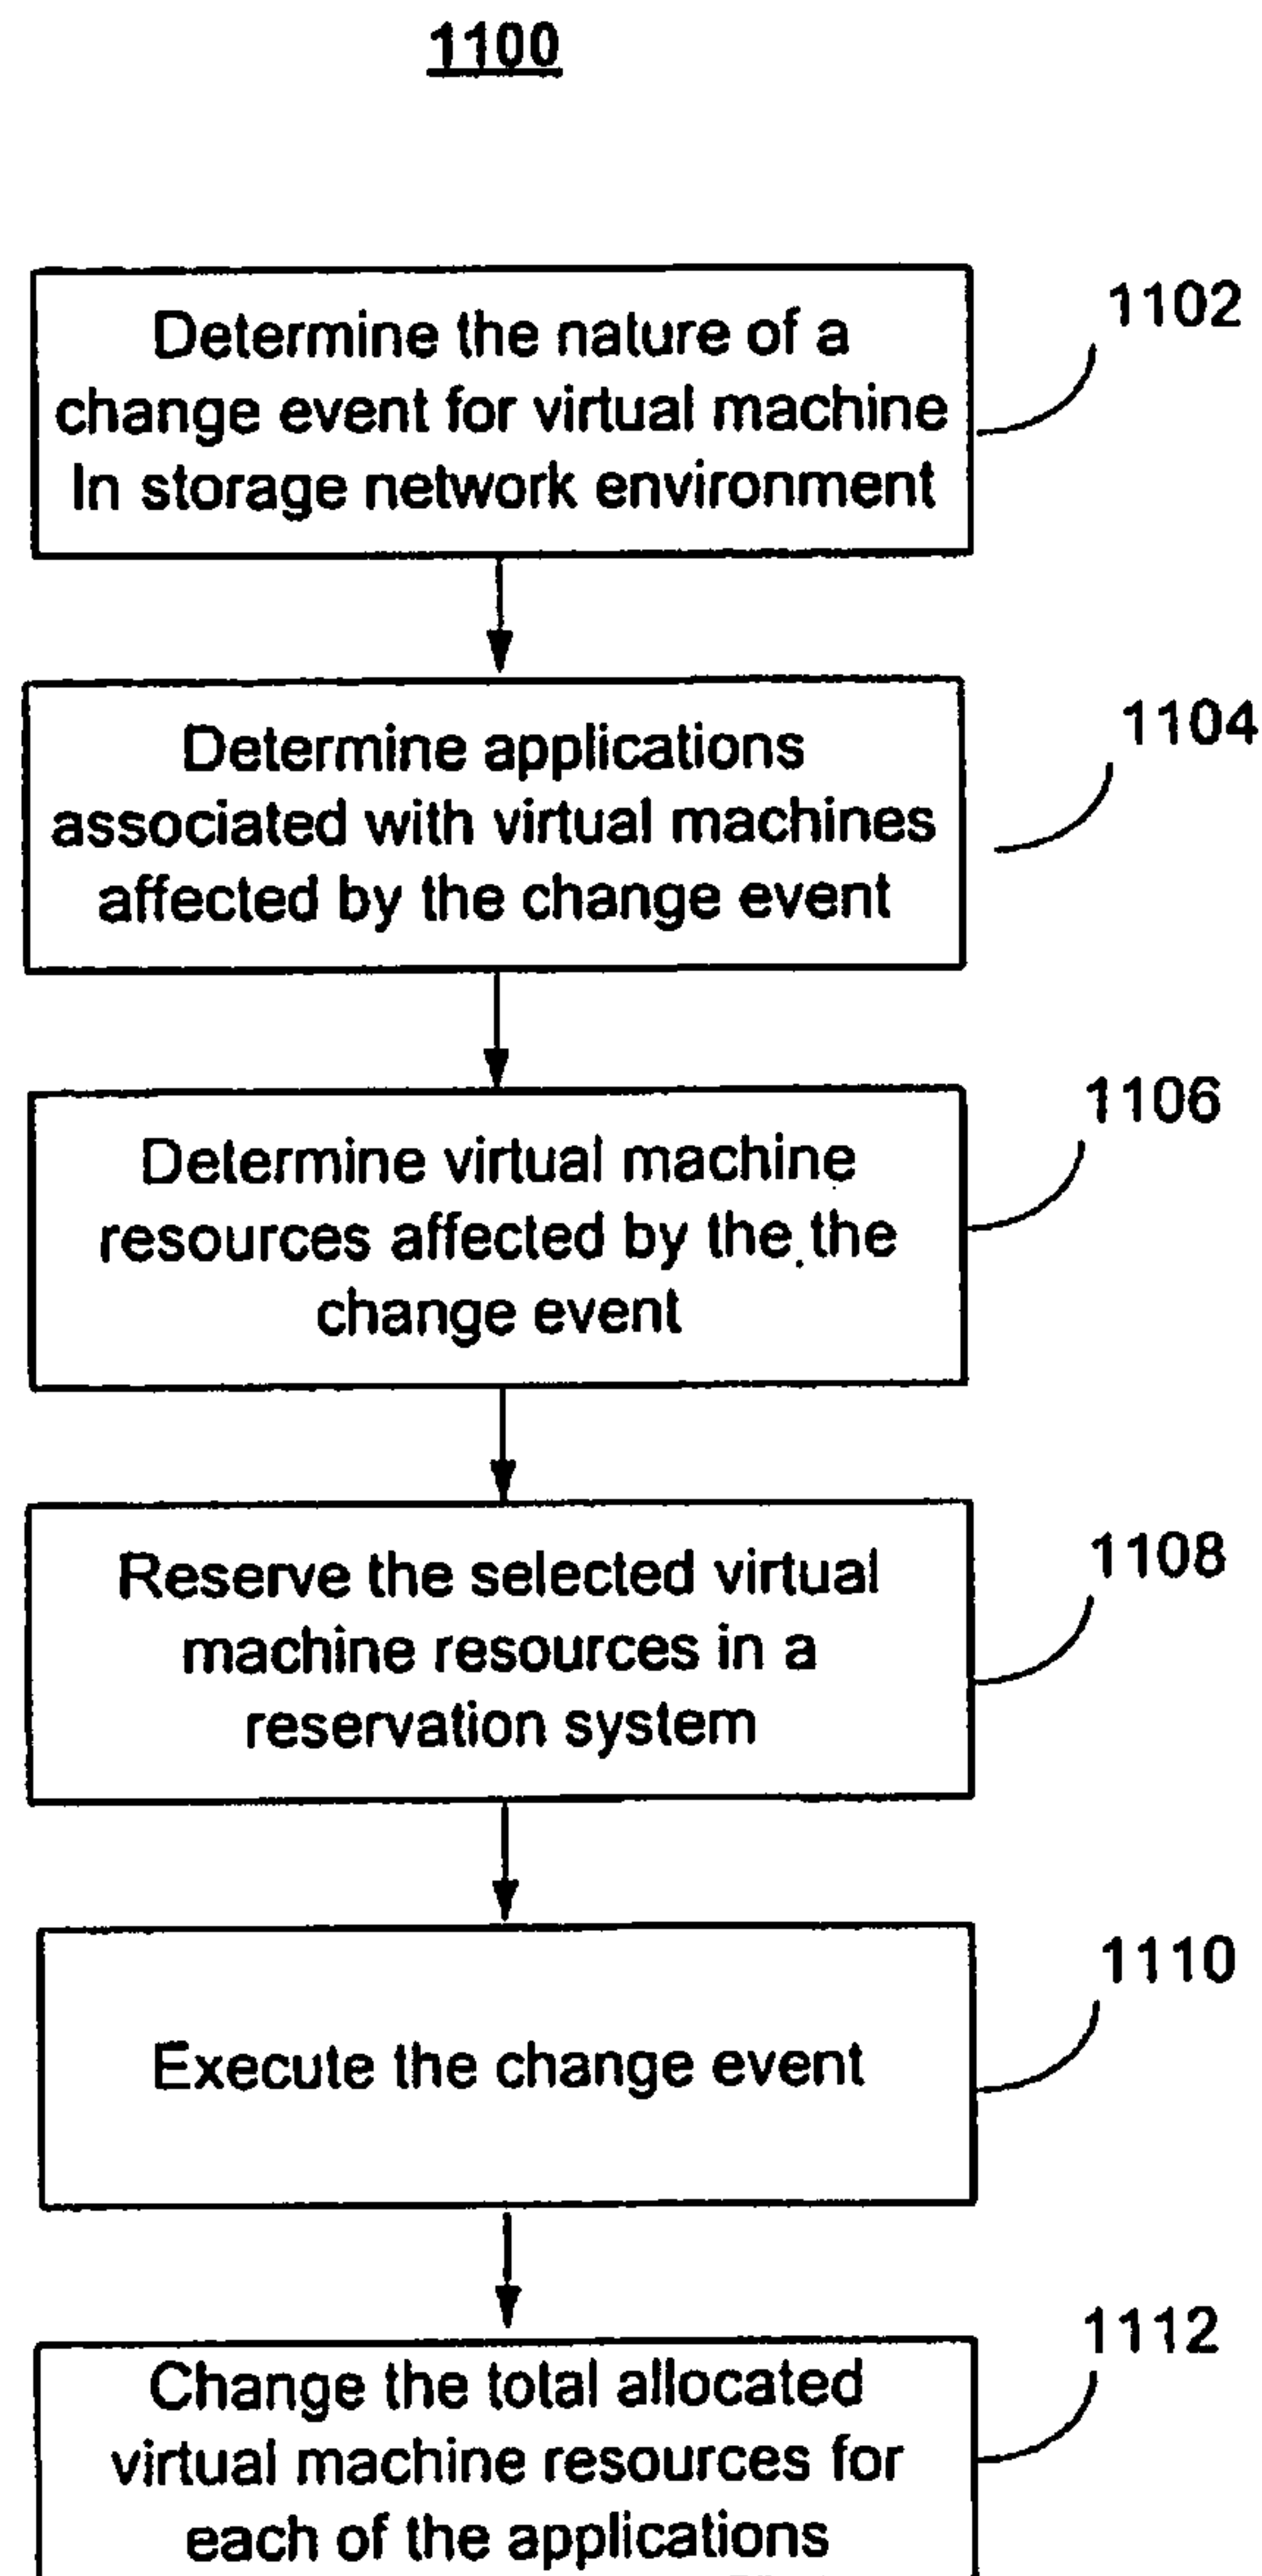 1100
Determine the nature of a
change event for virtual machine
In storage network environment
1102
Determine applications
associated with virtual machines
affected by the change event
1104
Determine virtual machine
resources affected by the the
change event
1106
Reserve the selected virtual
machine resources in a
reservation system
1108
Execute the change event
1110
Change the total allocated
virtual machine resources for
each of the applications
1112